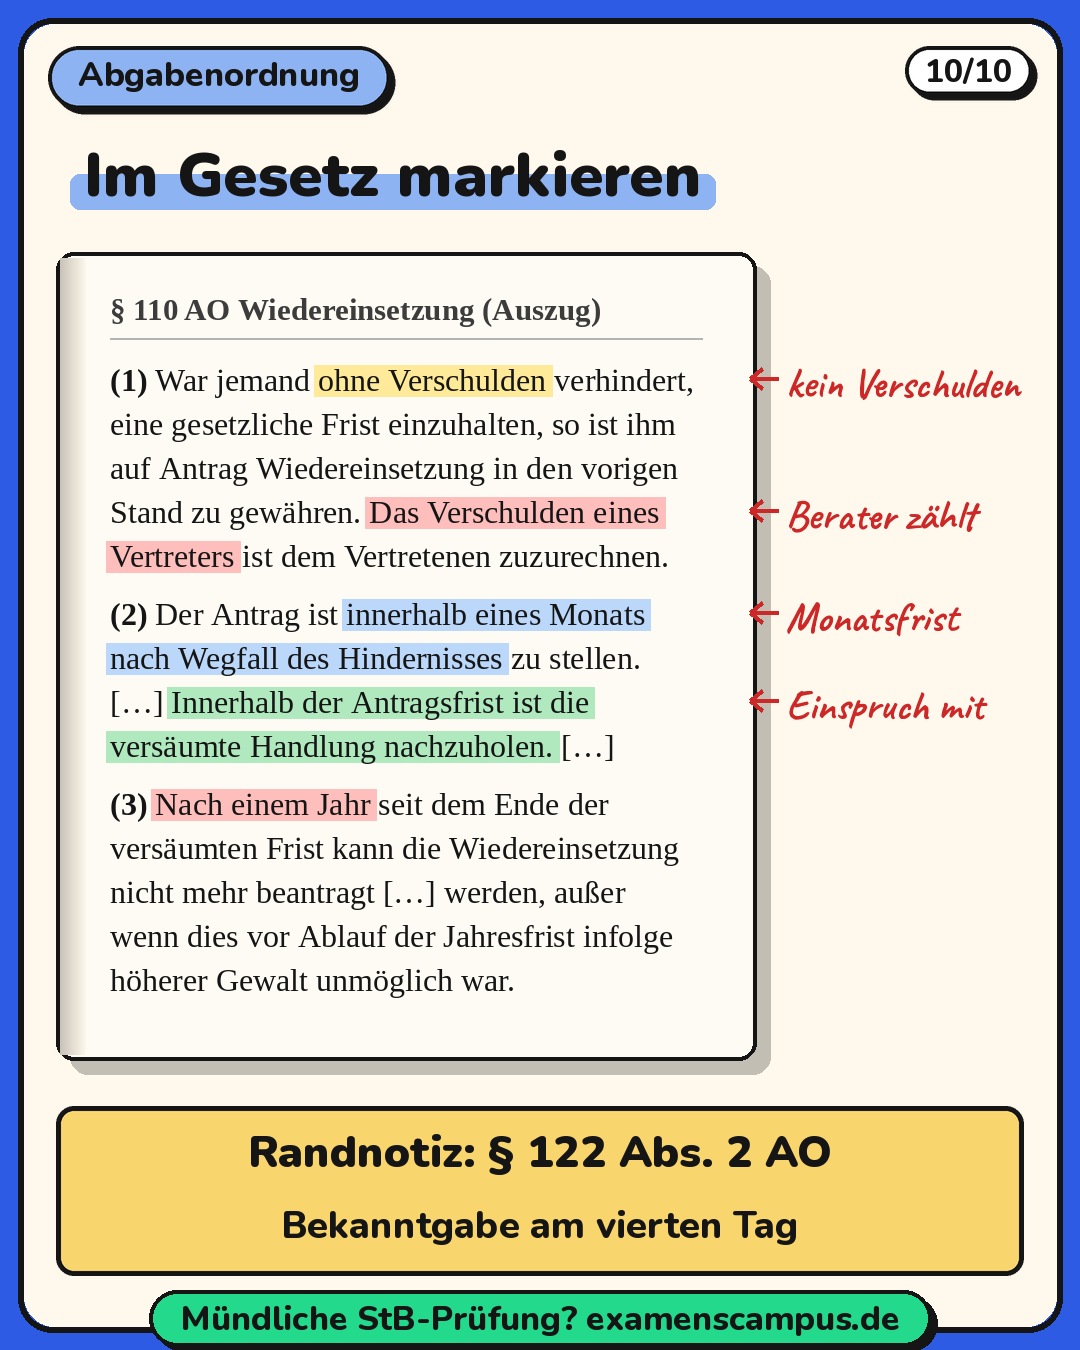 Abgabenordnung
10/10
Im Gesetz markieren
§ 110 AO Wiedereinsetzung (Auszug)
(1) War jemand ohne Verschulden verhindert,
eine gesetzliche Frist einzuhalten, so ist ihm
auf Antrag Wiedereinsetzung in den vorigen
Stand zu gewähren. Das Verschulden eines
Vertreters ist dem Vertretenen zuzurechnen.
(2) Der Antrag ist innerhalb eines Monats
nach Wegfall des Hindernisses zu stellen.
[…] Innerhalb der Antragsfrist ist die
versäumte Handlung nachzuholen. […]
(3) Nach einem Jahr seit dem Ende der
versäumten Frist kann die Wiedereinsetzung
nicht mehr beantragt […] werden, außer
wenn dies vor Ablauf der Jahresfrist infolge
höherer Gewalt unmöglich war.
kein Verschulden
Berater zählt
Monatsfrist
Einspruch mit
Randnotiz: § 122 Abs. 2 AO
Bekanntgabe am vierten Tag
Mündliche StB-Prüfung? examenscampus.de